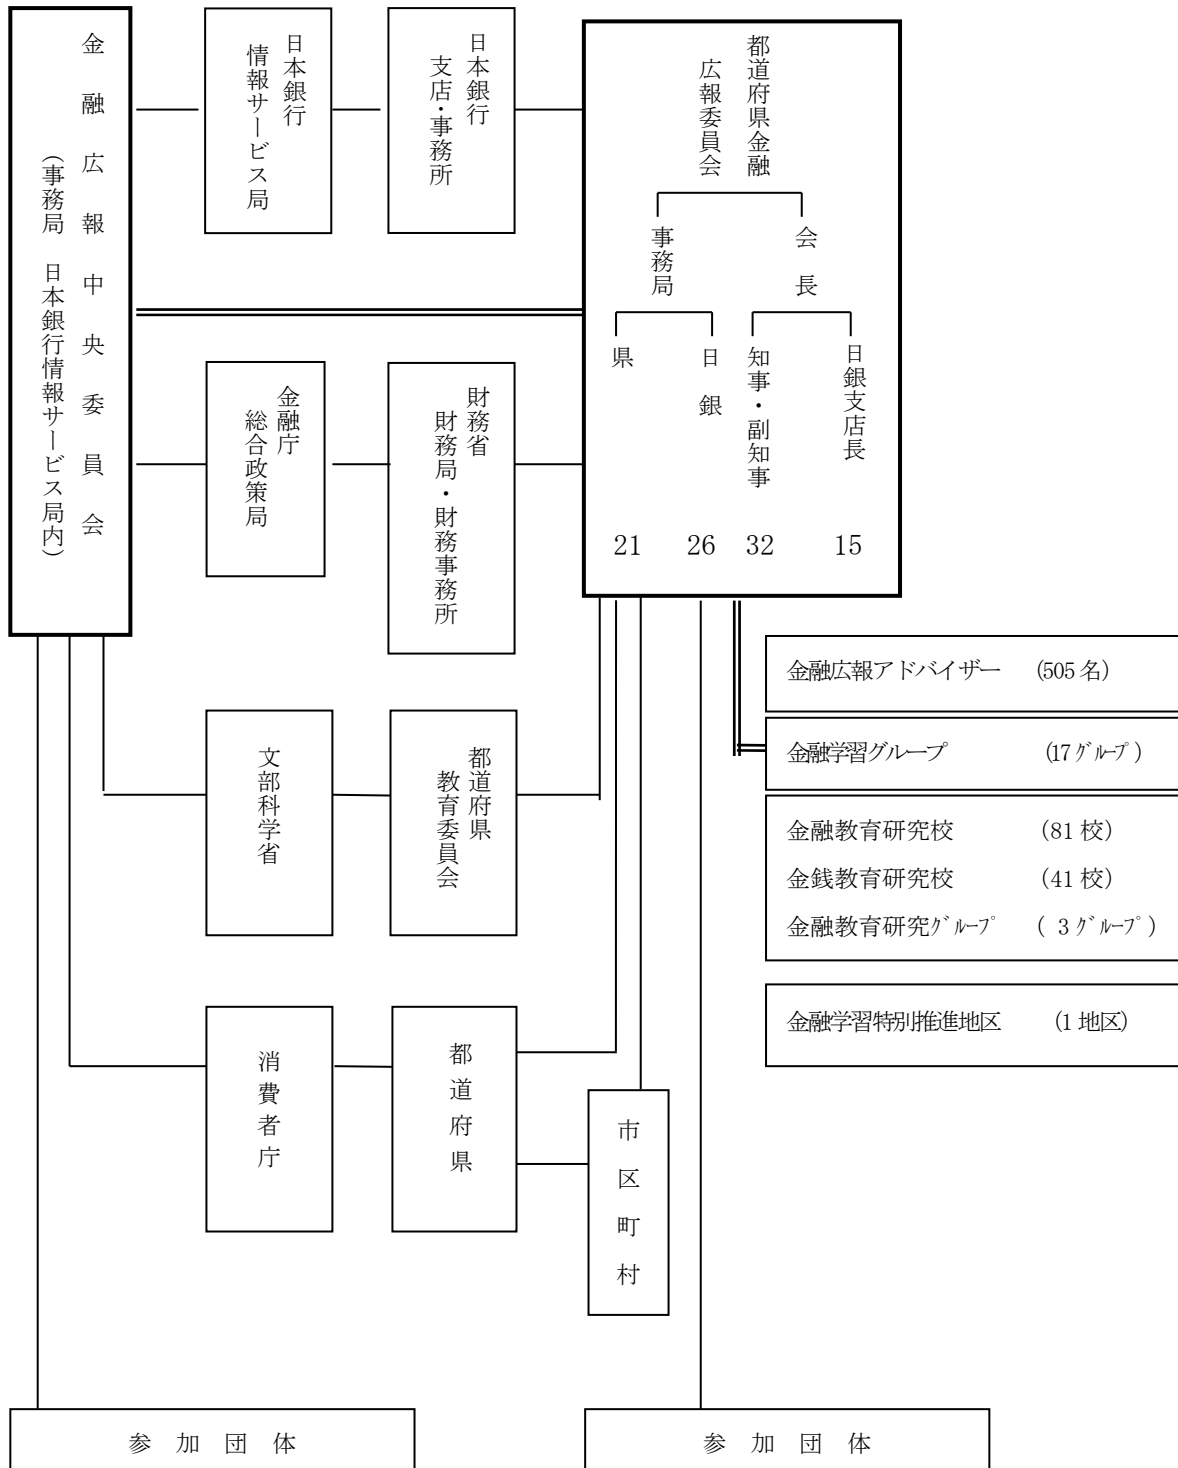 金融広報中央委員会
(事務局　日本銀行情報サービス局内)
日本銀行
情報サービス局
日本銀行
支店・事務所
都道府県金融
広報委員会
会長
事務局
日銀支店長
知事・副知事
日銀
県
21 26 32 15
金融庁
総合政策局
財務省
財務局・財務事務所
金融広報アドバイザー (505名)
金融学習グループ (17グループ)
金融教育研究校 (81校)
金銭教育研究校 (41校)
金融教育研究グループ ( 3グループ)
金融学習特別推進地区 (1地区)
文部科学省
都道府県
教育委員会
消費者庁
都道府県
市区町村
参加団体
参加団体